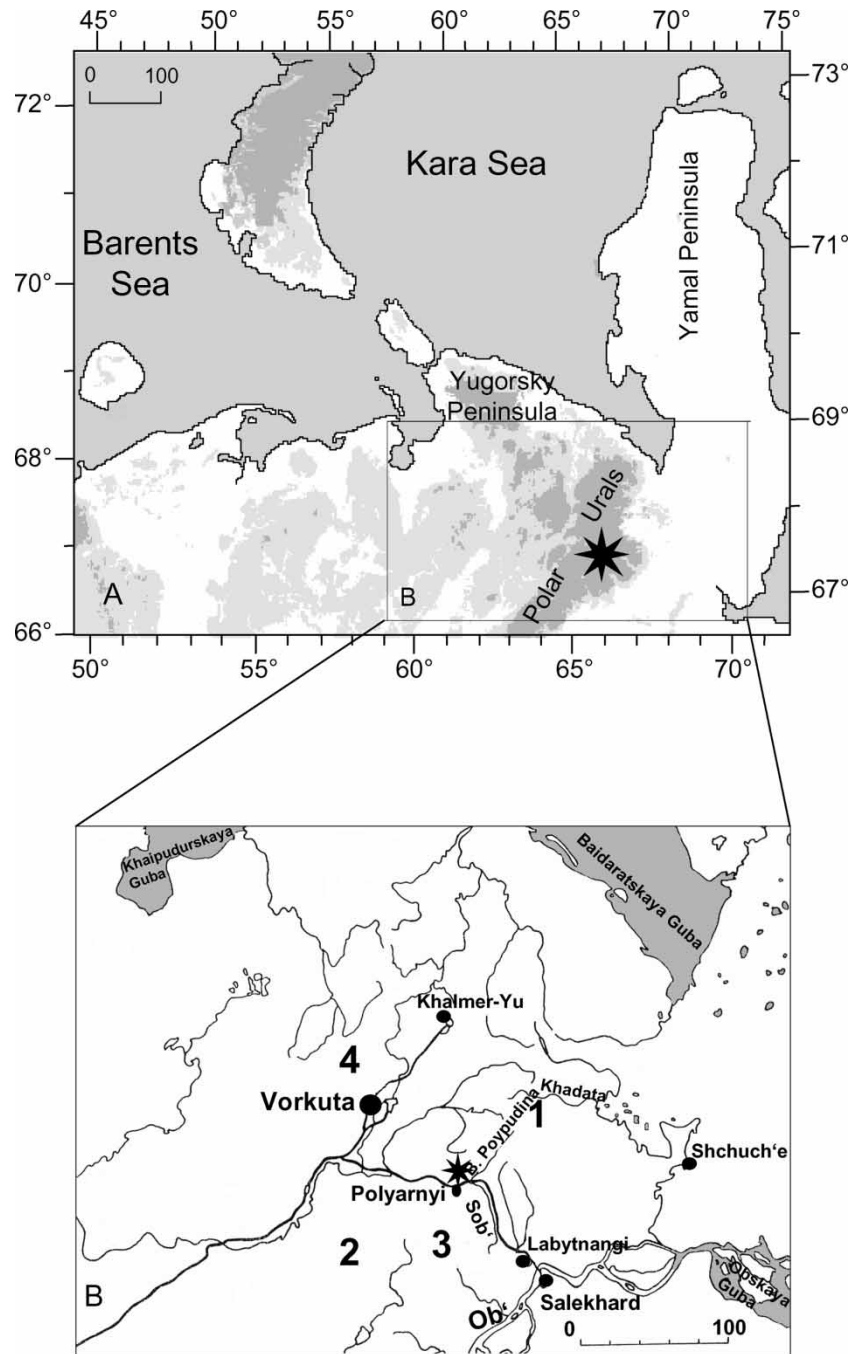 45° 50° 55° 60° 65° 70° 75°
0 100
72°
73°
Kara Sea
Yamal Peninsula
Barents
Sea
71°
70°
Yugorsky
Peninsula
69°
68°
Urals
Polar
A
B
67°
66°
50° 55° 60° 65° 70°
Khaipudurskaya
Guba
Baidaratskaya Guba
Khalmer-Yu
4
Vorkuta
Khadata
1
B. Poypudina
Shchuch‘e
Polyarnyi
Sob‘
2
3
Labytnangi
Obskaya
Guba
B
Salekhard
Ob‘
0 100